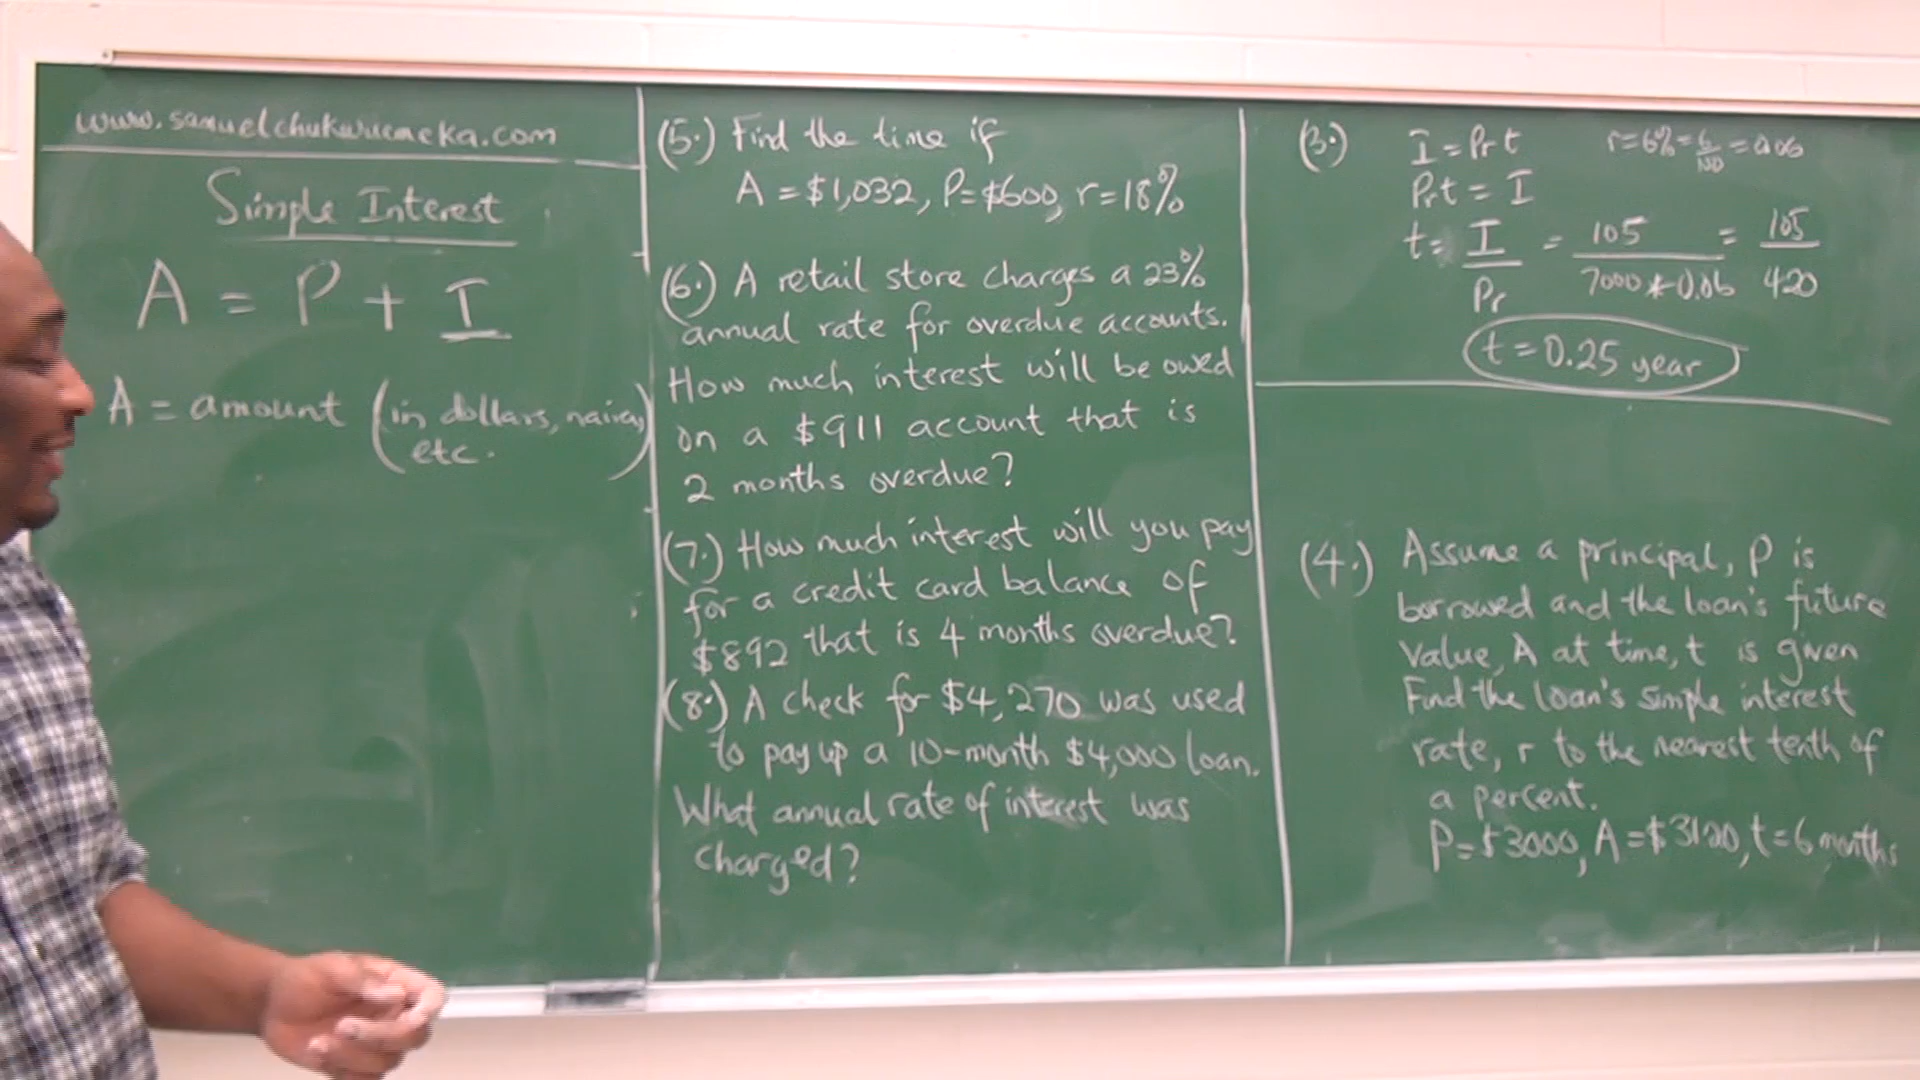 www.samuelchukwuemeka.com
Simple Interest
A = P + I
A = amount (in dollars, naira, etc.)
(5.) Find the time if
A = $1,032, P = $600, r = 18%
(6.) A retail store charges a 23%
annual rate for overdue accounts.
How much interest will be owed
on a $911 account that is
2 months overdue?
(7.) How much interest will you pay
for a credit card balance of
$892 that is 4 months overdue?
(8.) A check for $4,270 was used
to pay up a 10-month $4,000 loan.
What annual rate of interest was
charged?
(3.) I = Prt r = 6% = 6/100 = 0.06
Prt = I
t = I/Pr = 105/7000*0.06 = 105/420
t = 0.25 year
(4.) Assume a principal, P is
borrowed and the loan's future
value, A at time, t is given
Find the loan's simple interest
rate, r to the nearest tenth of
a percent.
P = $3000, A = $3100, t = 6 months